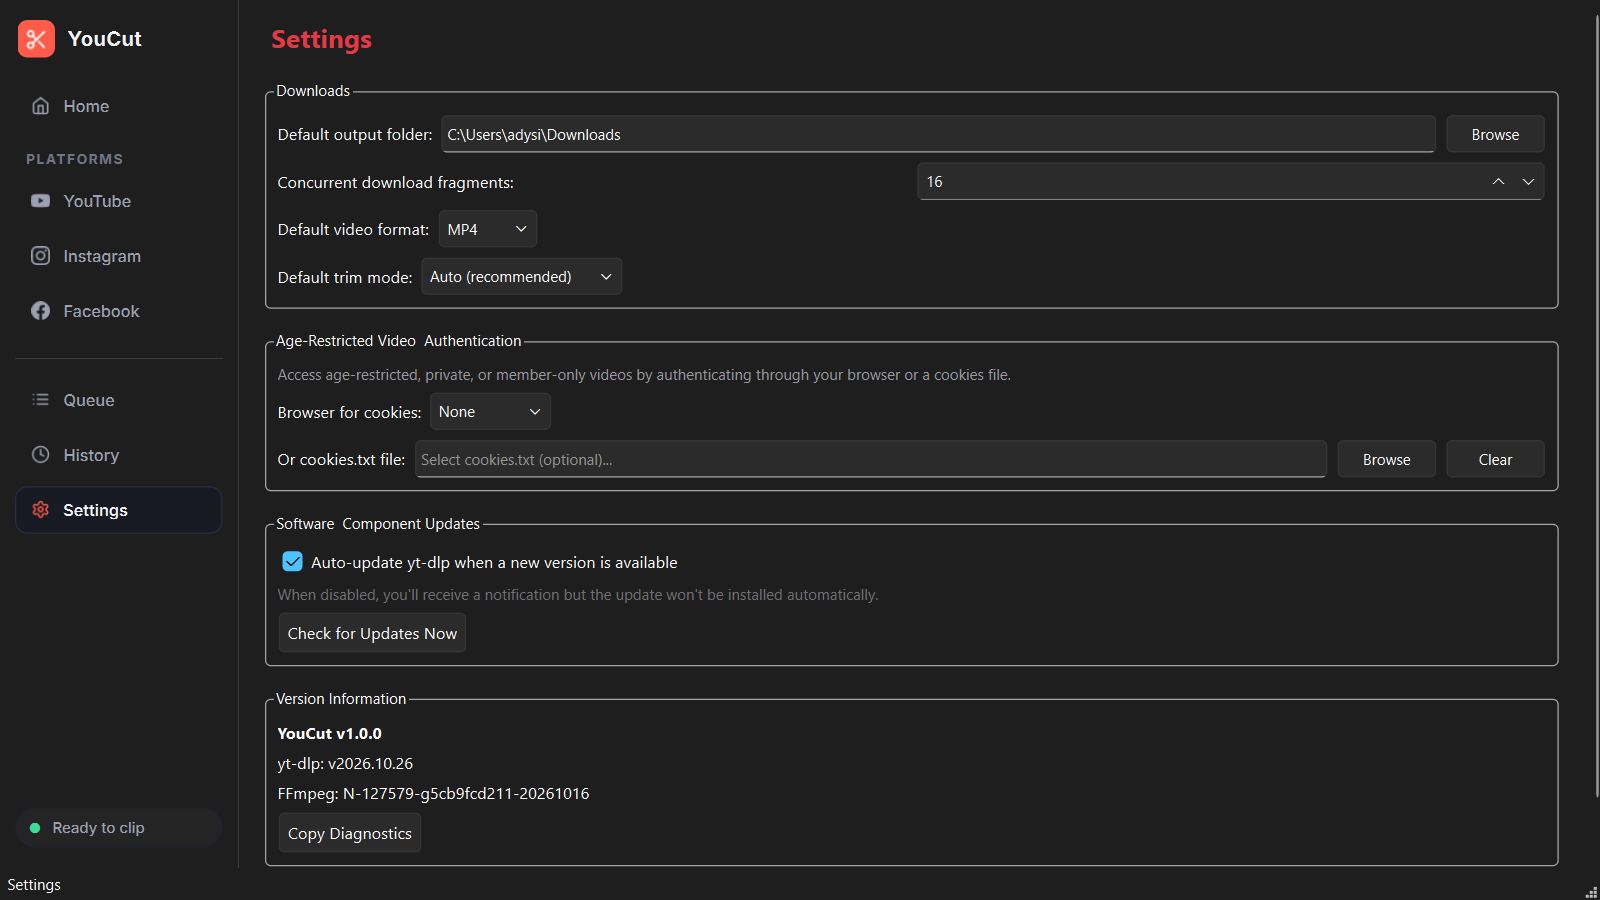 YouCut
Home
PLATFORMS
YouTube
Instagram
Facebook
Queue
History
Settings
Ready to clip
Settings
Settings
Downloads
Default output folder: C:\Users\adysi\Downloads Browse
Concurrent download fragments: 16
Default video format: MP4
Default trim mode: Auto (recommended)
Age-Restricted Video Authentication
Access age-restricted, private, or member-only videos by authenticating through your browser or a cookies file.
Browser for cookies: None
Or cookies.txt file: Select cookies.txt (optional)... Browse Clear
Software Component Updates
Auto-update yt-dlp when a new version is available
When disabled, you'll receive a notification but the update won't be installed automatically.
Check for Updates Now
Version Information
YouCut v1.0.0
yt-dlp: v2026.10.26
FFmpeg: N-127579-g5cb9fcd211-20261016
Copy Diagnostics